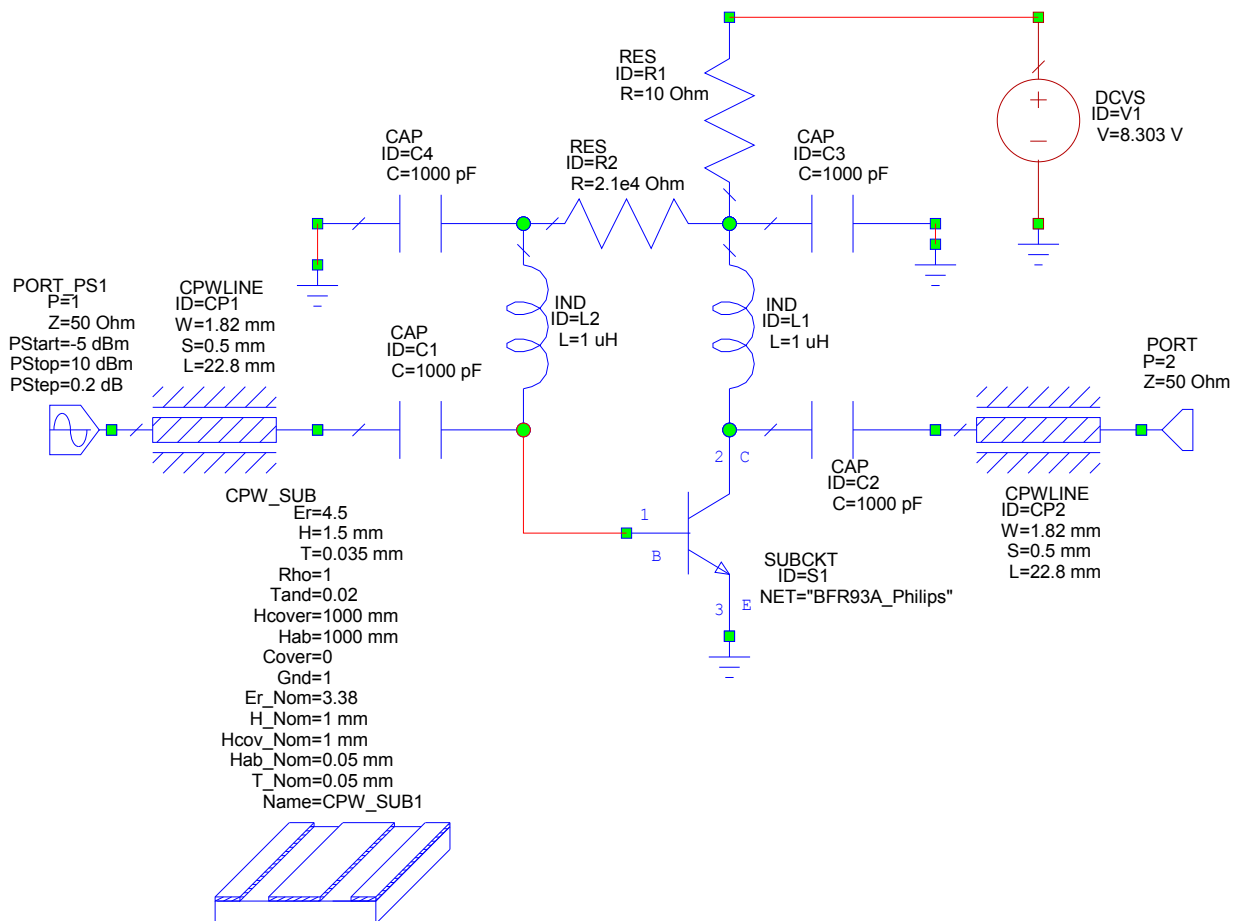 RES
ID=R1
R=10 Ohm
DCVS
ID=V1
V=8.303 V
+
−
CAP
ID=C4
C=1000 pF
RES
ID=R2
R=2.1e4 Ohm
CAP
ID=C3
C=1000 pF
PORT_PS1
P=1
Z=50 Ohm
PStart=-5 dBm
PStop=10 dBm
PStep=0.2 dB
CPWLINE
ID=CP1
W=1.82 mm
S=0.5 mm
L=22.8 mm
CAP
ID=C1
C=1000 pF
IND
ID=L2
L=1 uH
IND
ID=L1
L=1 uH
PORT
P=2
Z=50 Ohm
CAP
ID=C2
C=1000 pF
CPWLINE
ID=CP2
W=1.82 mm
S=0.5 mm
L=22.8 mm
2 C
1
B
3 E
SUBCKT
ID=S1
NET="BFR93A_Philips"
CPW_SUB
Er=4.5
H=1.5 mm
T=0.035 mm
Rho=1
Tand=0.02
Hcover=1000 mm
Hab=1000 mm
Cover=0
Gnd=1
Er_Nom=3.38
H_Nom=1 mm
Hcov_Nom=1 mm
Hab_Nom=0.05 mm
T_Nom=0.05 mm
Name=CPW_SUB1